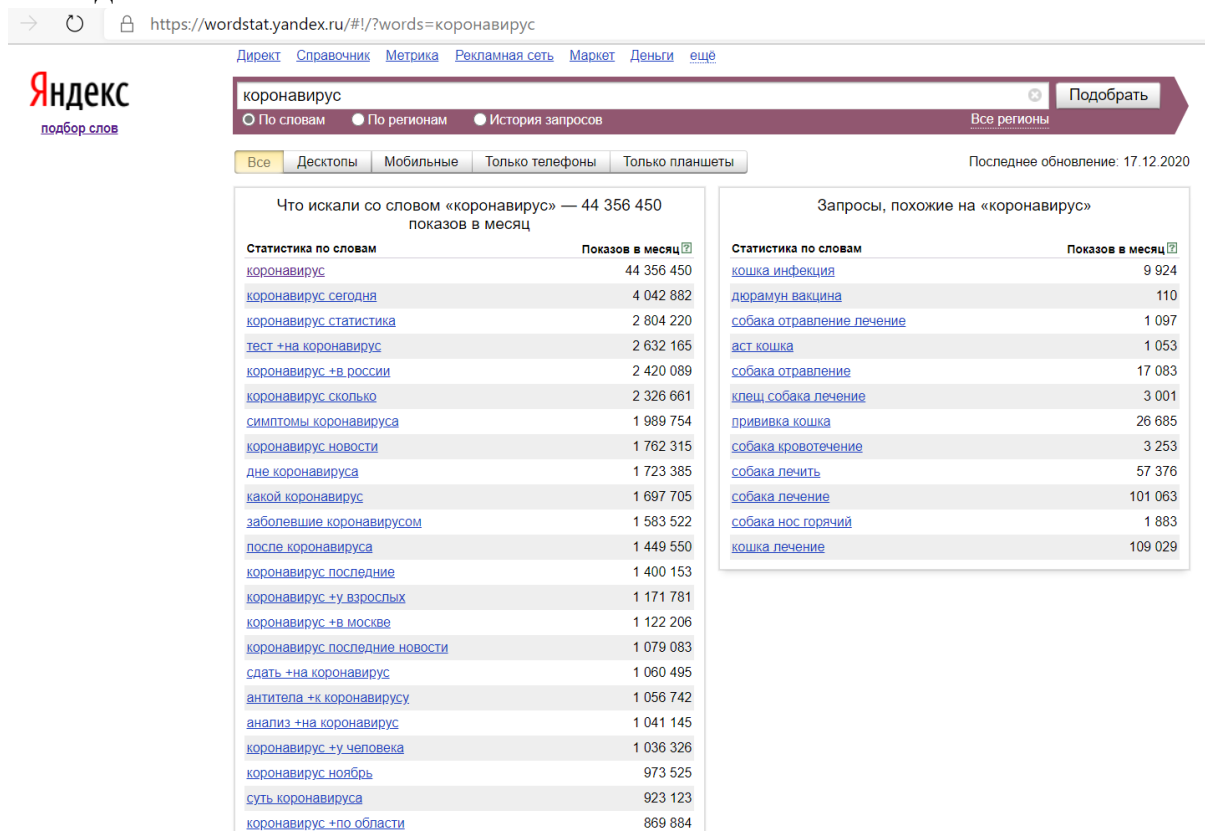 https://wordstat.yandex.ru/#!/?words=коронавирус
Директ Справочник Метрика Рекламная сеть Маркет Деньги ещё
Яндекс
подбор слов
коронавирус Подобрать
По словам По регионам История запросов Все регионы
Все Десктопы Мобильные Только телефоны Только планшеты Последнее обновление: 17.12.2020
Что искали со словом «коронавирус» — 44 356 450
показов в месяц
Статистика по словам Показов в месяц ?
коронавирус 44 356 450
коронавирус сегодня 4 042 882
коронавирус статистика 2 804 220
тест +на коронавирус 2 632 165
коронавирус +в россии 2 420 089
коронавирус сколько 2 326 661
симптомы коронавируса 1 989 754
коронавирус новости 1 762 315
дне коронавируса 1 723 385
какой коронавирус 1 697 705
заболевшие коронавирусом 1 583 522
после коронавируса 1 449 550
коронавирус последние 1 400 153
коронавирус +у взрослых 1 171 781
коронавирус +в москве 1 122 206
коронавирус последние новости 1 079 083
сдать +на коронавирус 1 060 495
антитела +к коронавирусу 1 056 742
анализ +на коронавирус 1 041 145
коронавирус +у человека 1 036 326
коронавирус ноябрь 973 525
суть коронавируса 923 123
коронавирус +по области 869 884
Запросы, похожие на «коронавирус»
Статистика по словам Показов в месяц ?
кошка инфекция 9 924
дюрамун вакцина 110
собака отравление лечение 1 097
аст кошка 1 053
собака отравление 17 083
клещ собака лечение 3 001
прививка кошка 26 685
собака кровотечение 3 253
собака лечить 57 376
собака лечение 101 063
собака нос горячий 1 883
кошка лечение 109 029